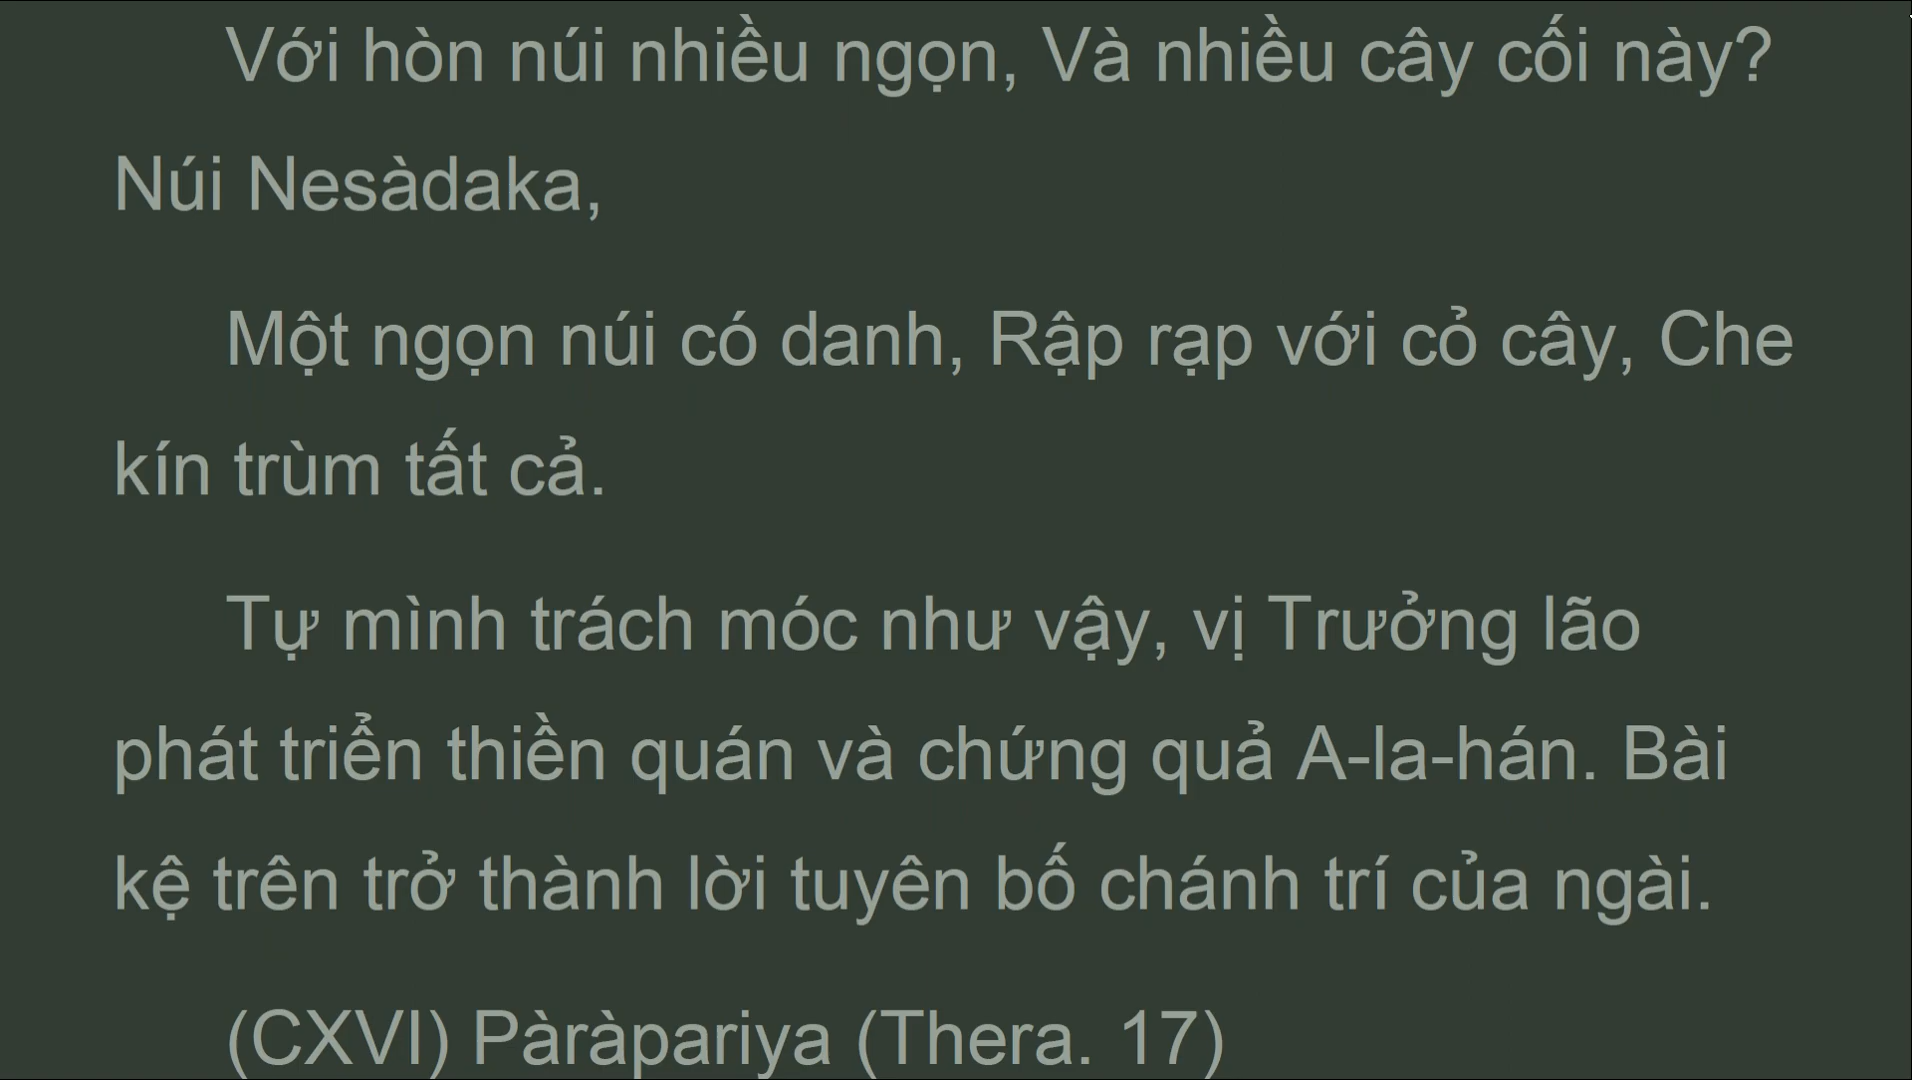 Với hòn núi nhiều ngọn, Và nhiều cây cối này?
Núi Nesàdaka,
Một ngọn núi có danh, Rập rạp với cỏ cây, Che
kín trùm tất cả.
Tự mình trách móc như vậy, vị Trưởng lão
phát triển thiền quán và chứng quả A-la-hán. Bài
kệ trên trở thành lời tuyên bố chánh trí của ngài.
(CXVI) Pàràpariya (Thera. 17)